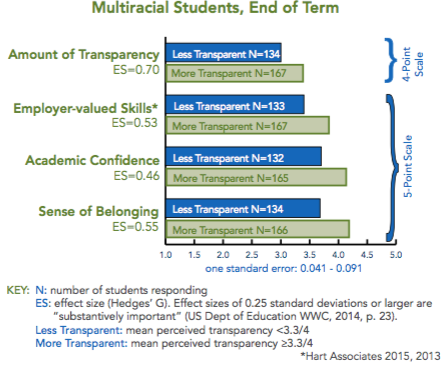 Multiracial Students, End of Term
Amount of Transparency
ES=0.70
Less Transparent N=134
More Transparent N=167
4-Point
Scale
Employer-valued Skills*
ES=0.53
Less Transparent N=133
More Transparent N=167
Academic Confidence
ES=0.46
Less Transparent N=132
More Transparent N=165
Sense of Belonging
ES=0.55
Less Transparent N=134
More Transparent N=166
5-Point Scale
1.0 1.5 2.0 2.5 3.0 3.5 4.0 4.5 5.0
one standard error: 0.041 - 0.091
KEY: N: number of students responding
ES: effect size (Hedges' G). Effect sizes of 0.25 standard deviations or larger are
"substantively important" (US Dept of Education WWC, 2014, p. 23).
Less Transparent: mean perceived transparency <3.3/4
More Transparent: mean perceived transparency ≥3.3/4
*Hart Associates 2015, 2013